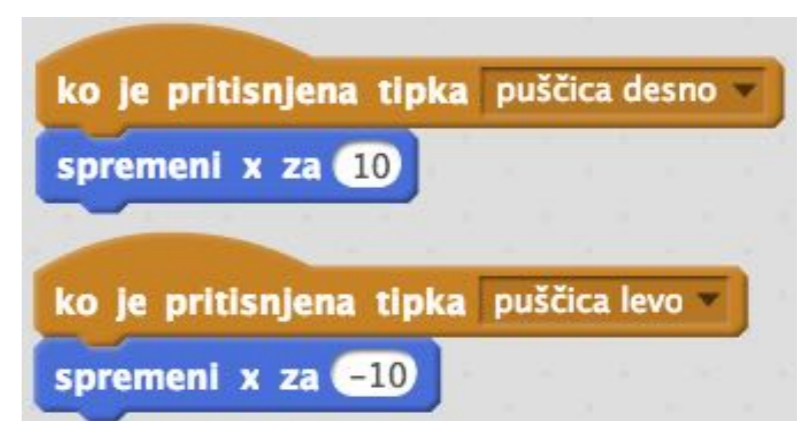 ko je pritisnjena tipka puščica desno
spremeni x za 10
ko je pritisnjena tipka puščica levo
spremeni x za -10